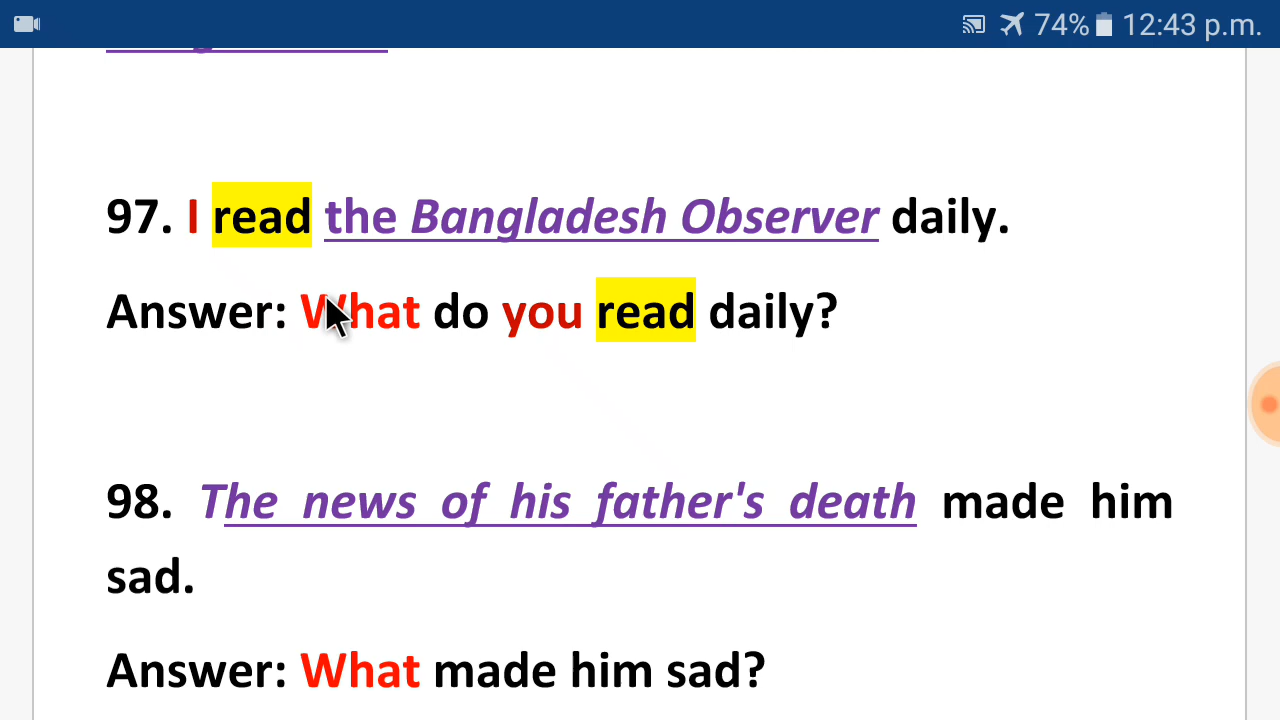 74% 12:43 p.m.
97. I read the Bangladesh Observer daily.
Answer: What do you read daily?
98. The news of his father's death made him
sad.
Answer: What made him sad?